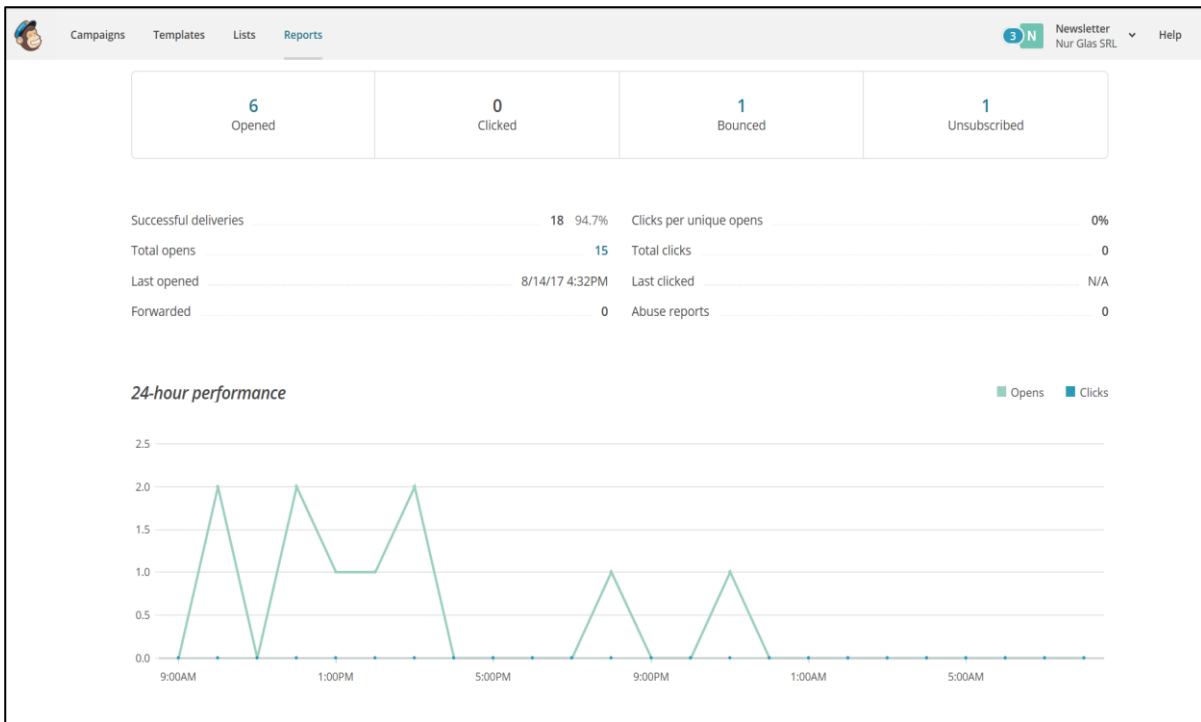 Campaigns Templates Lists Reports 3 N Newsletter Help
Nur Glas SRL
6 0 1 1
Opened Clicked Bounced Unsubscribed
Successful deliveries 18 94.7% Clicks per unique opens 0%
Total opens 15 Total clicks 0
Last opened 8/14/17 4:32PM Last clicked N/A
Forwarded 0 Abuse reports 0
24-hour performance Opens Clicks
2.5
2.0
1.5
1.0
0.5
0.0
9:00AM 1:00PM 5:00PM 9:00PM 1:00AM 5:00AM